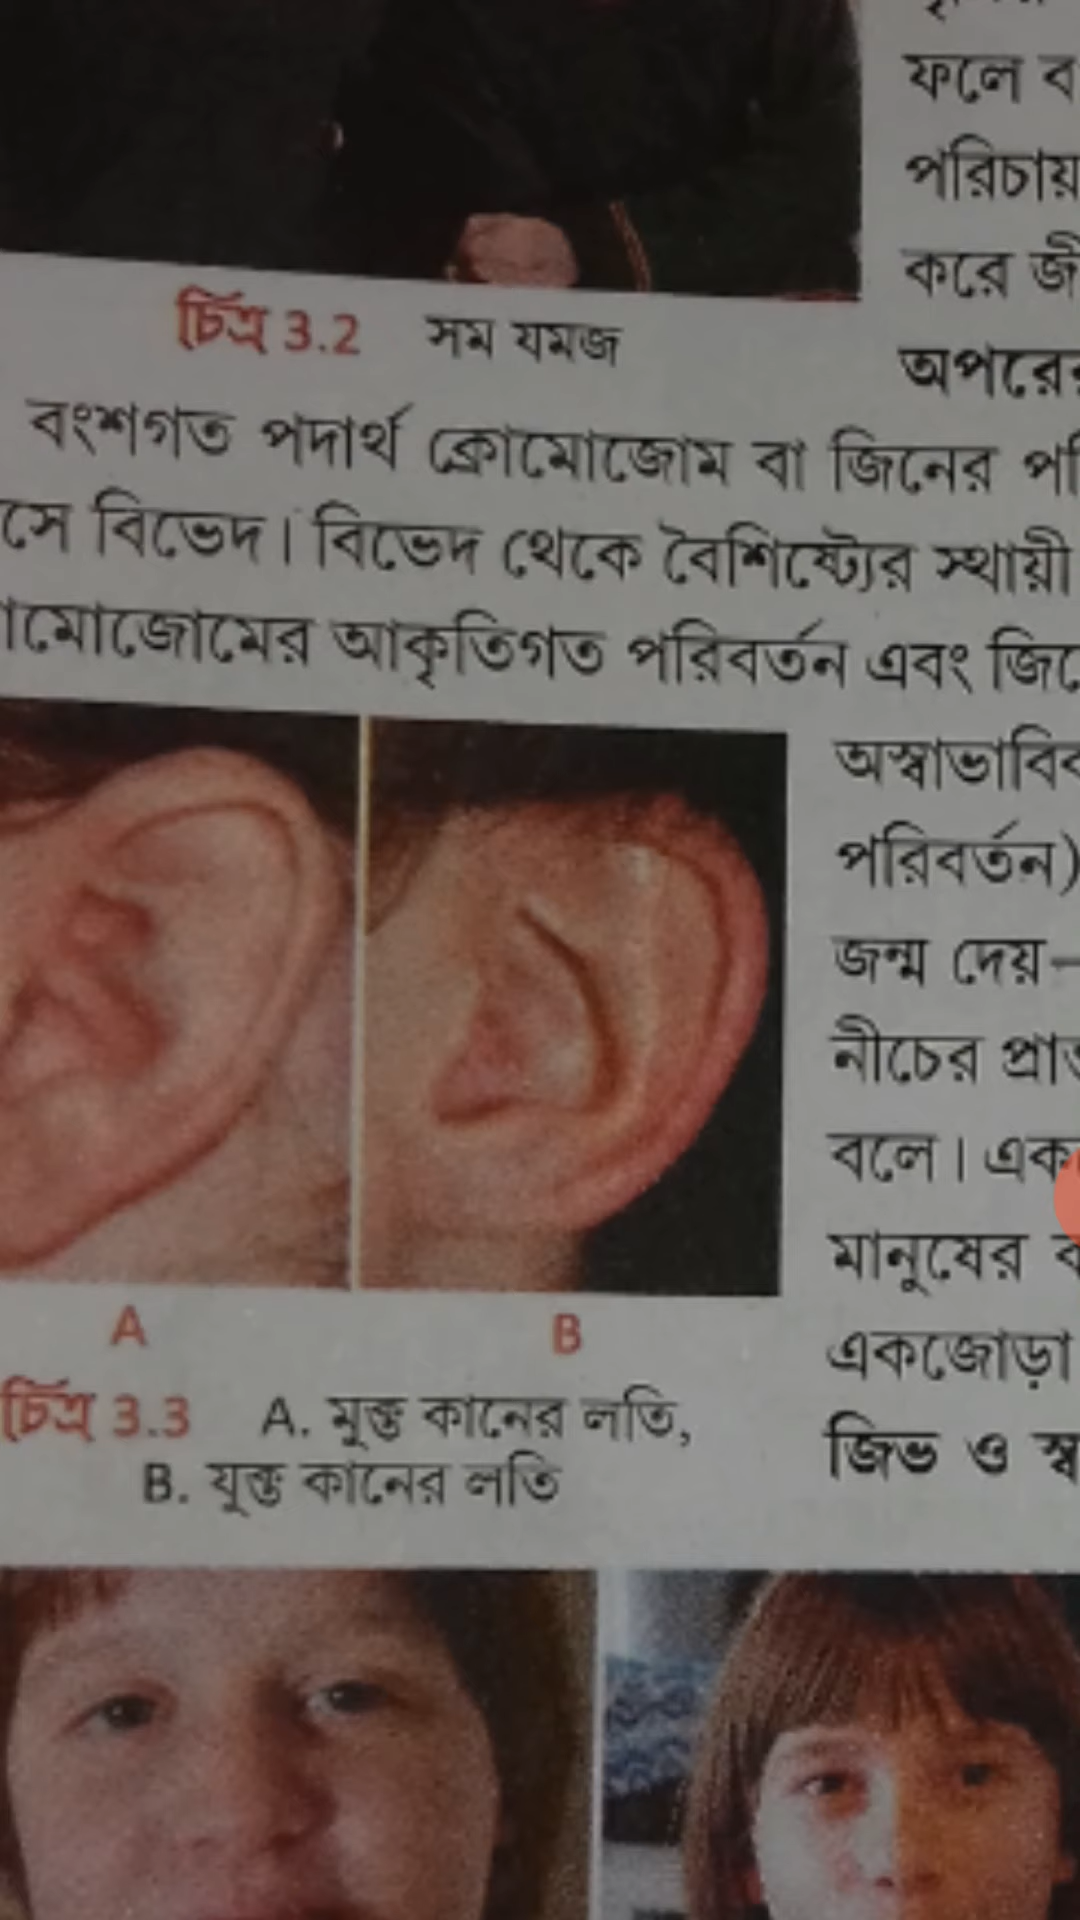 ফলে
পরিচায়
করে
চিত্র 3.2 সম যমজ
অপরের
বংশগত পদার্থ ক্রোমোজোম বা জিনের
সে বিভেদ। বিভেদ থেকে বৈশিষ্ট্যের স্থায়ী
ামোজোমের আকৃতিগত পরিবর্তন এবং
অস্বাভাবিক
পরিবর্তন)
জন্ম দেয়—
নীচের
বলে।
মানুষের
একজোড়া
জিভ ও
A
B
চিত্র 3.3 A. মুক্ত কানের লতি,
B. যুক্ত কানের লতি